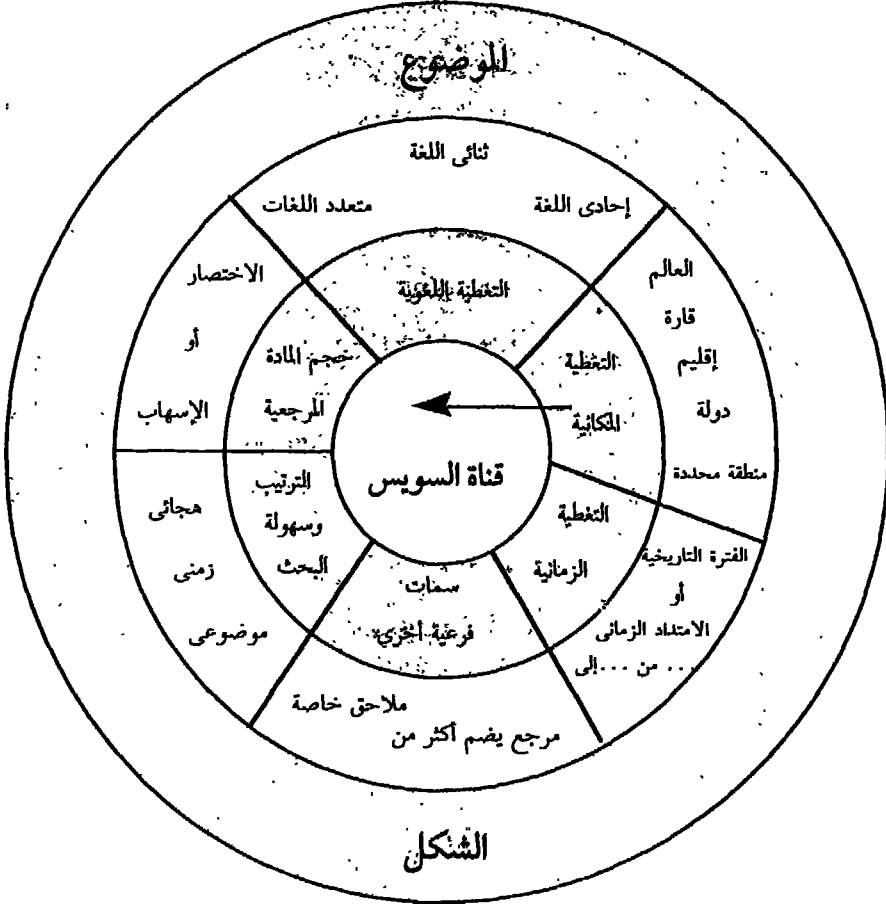 الموضوع
ثنائى اللغة
إحادى اللغة
متعدد اللغات
التغطية اللغوية
العالم
قارة
إقليم
دولة
منطقة محددة
التغطية
المكانية
الاختصار
أو
الإسهاب
حجم المادة
المرجعية
قناة السويس
التغطية
الزمانية
الفترة التاريخية
أو
الامتداد الزمانى
من ... إلى ...
الترتيب
وسهولة
البحث
هجائى
زمنى
موضوعى
سمات
فرعية أخرى
ملاحق خاصة
مرجع يضم أكثر من
الشكل